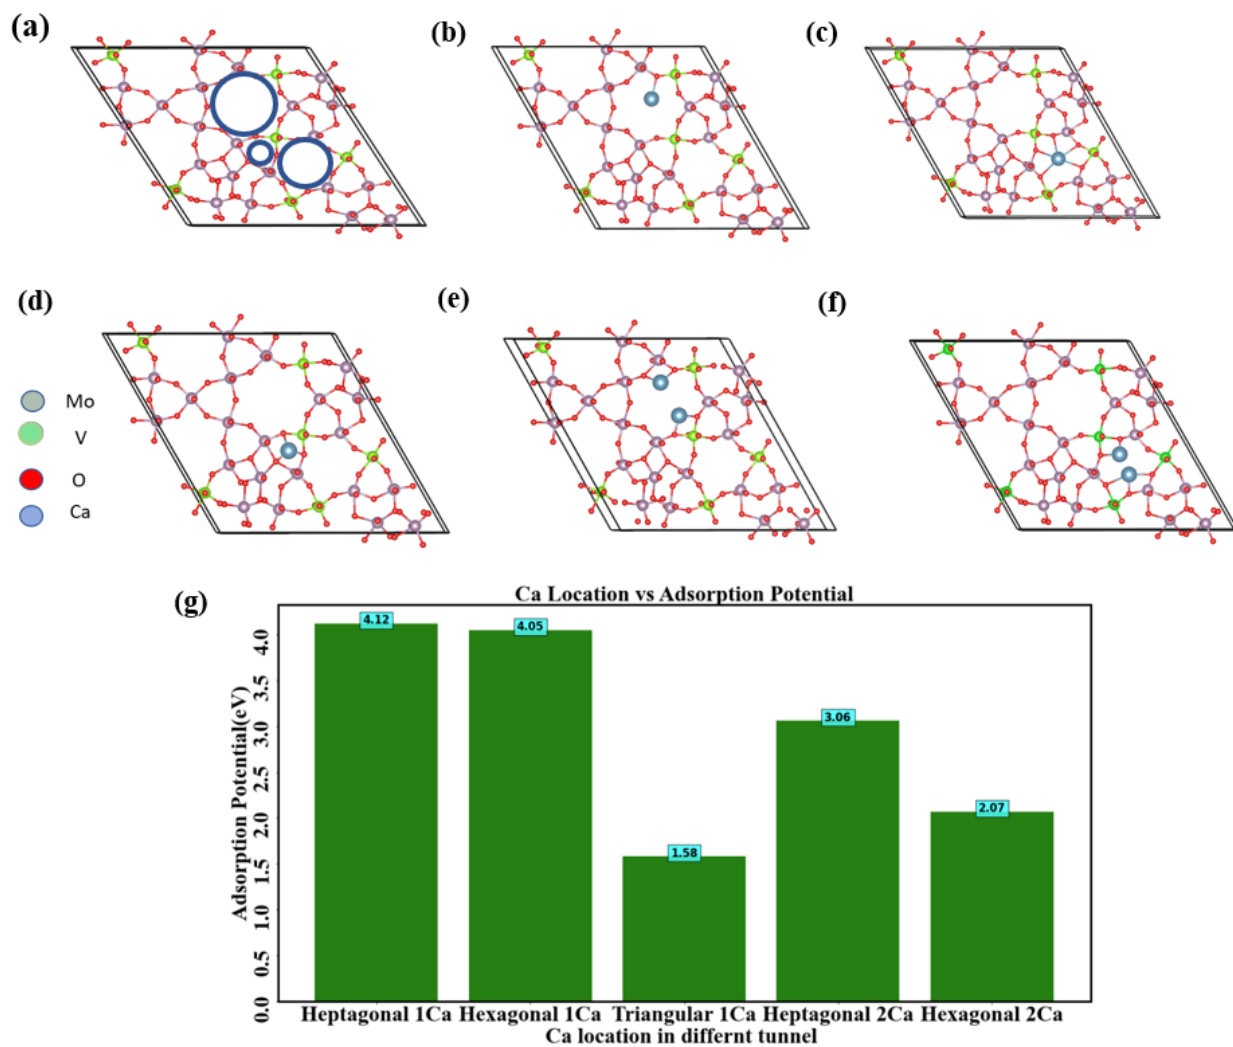 (a)
(b)
(c)
(d)
(e)
(f)
Mo
V
O
Ca
(g)
Ca Location vs Adsorption Potential
Adsorption Potential(eV)
4.0
3.5
3.0
2.5
2.0
1.5
1.0
0.5
0.0
4.12
4.05
1.58
3.06
2.07
Heptagonal 1Ca Hexagonal 1Ca Triangular 1Ca Heptagonal 2Ca Hexagonal 2Ca
Ca location in differnt tunnel